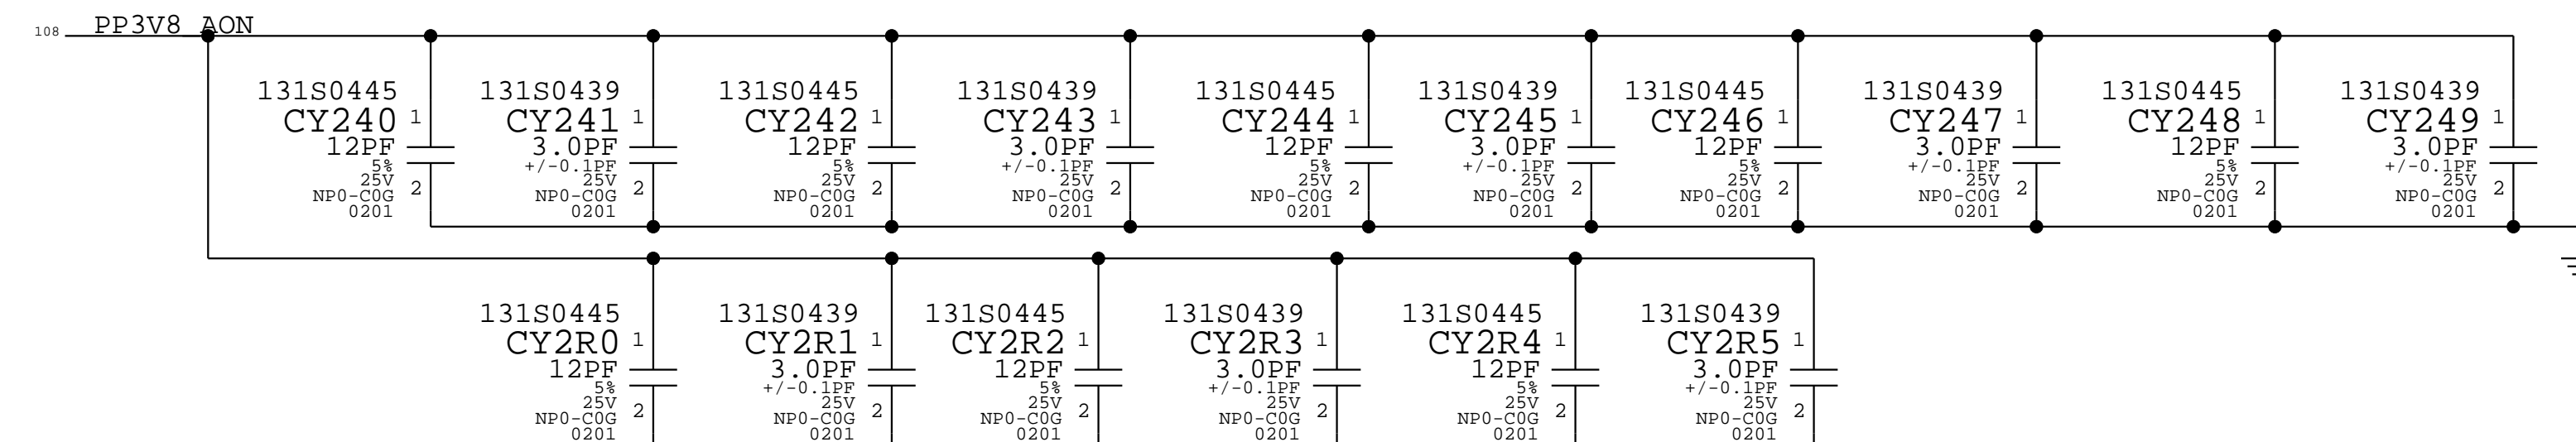 108 PP3V8_AON
131S0445 131S0439 131S0445 131S0439 131S0445 131S0439 131S0445 131S0439 131S0445 131S0439
CY240 1 CY241 1 CY242 1 CY243 1 CY244 1 CY245 1 CY246 1 CY247 1 CY248 1 CY249 1
12PF 3.0PF 12PF 3.0PF 12PF 3.0PF 12PF 3.0PF 12PF 3.0PF
5% +/-0.1PF 5% +/-0.1PF 5% +/-0.1PF 5% +/-0.1PF 5% +/-0.1PF
25V 2 25V 2 25V 2 25V 2 25V 2 25V 2 25V 2 25V 2 25V 2 25V 2
NP0-C0G NP0-C0G NP0-C0G NP0-C0G NP0-C0G NP0-C0G NP0-C0G NP0-C0G NP0-C0G NP0-C0G
0201 0201 0201 0201 0201 0201 0201 0201 0201 0201
131S0445 131S0439 131S0445 131S0439 131S0445 131S0439
CY2R0 1 CY2R1 1 CY2R2 1 CY2R3 1 CY2R4 1 CY2R5 1
12PF 3.0PF 12PF 3.0PF 12PF 3.0PF
5% +/-0.1PF 5% +/-0.1PF 5% +/-0.1PF
25V 2 25V 2 25V 2 25V 2 25V 2 25V 2
NP0-C0G NP0-C0G NP0-C0G NP0-C0G NP0-C0G NP0-C0G
0201 0201 0201 0201 0201 0201